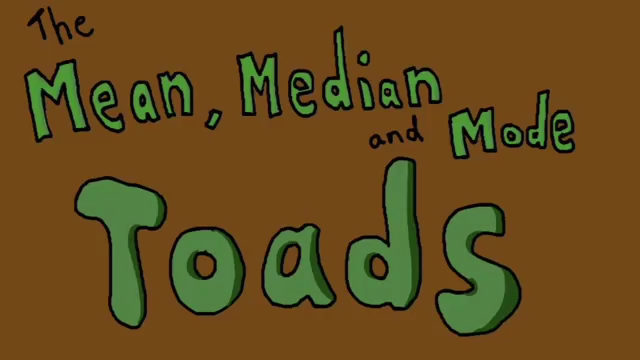 The
Mean, Median
and Mode
Toads